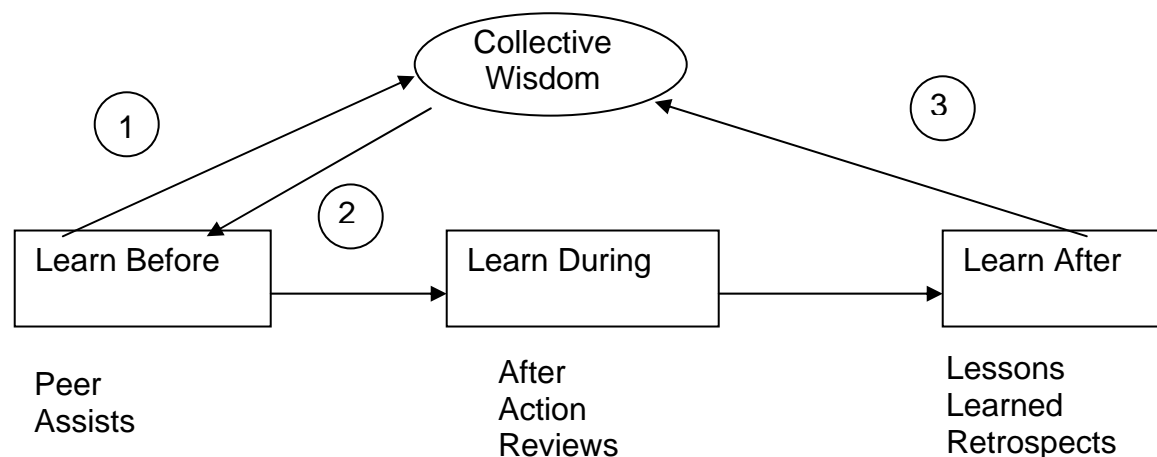 Collective
Wisdom
1
3
2
Learn Before
Learn During
Learn After
Peer
Assists
After
Action
Reviews
Lessons
Learned
Retrospects